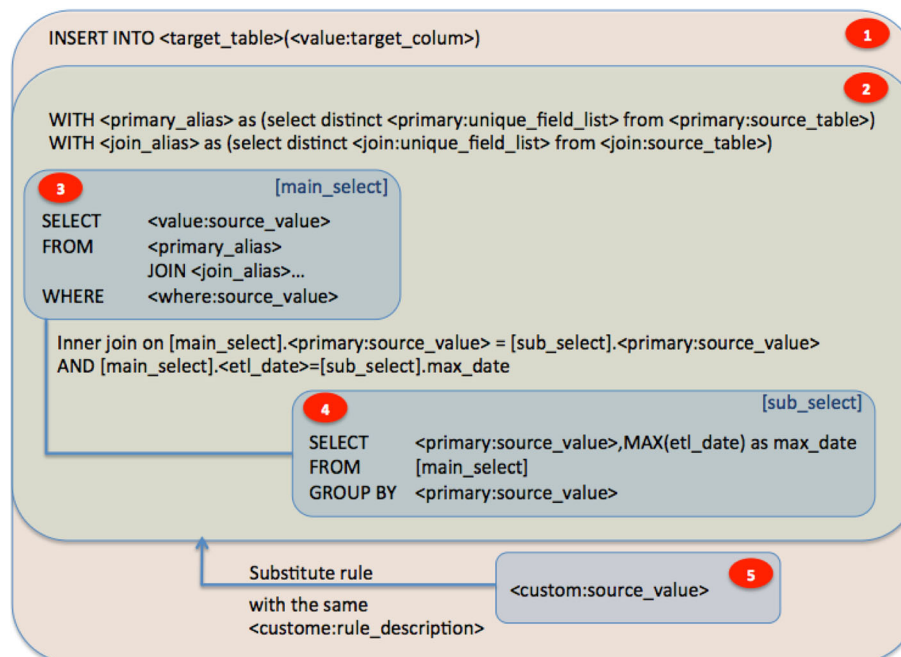 INSERT INTO <target_table>(<value:target_colum>)
1
2
WITH <primary_alias> as (select distinct <primary:unique_field_list> from <primary:source_table>)
WITH <join_alias> as (select distinct <join:unique_field_list> from <join:source_table>)
3
[main_select]
SELECT <value:source_value>
FROM <primary_alias>
JOIN <join_alias>...
WHERE <where:source_value>
Inner join on [main_select].<primary:source_value> = [sub_select].<primary:source_value>
AND [main_select].<etl_date>=[sub_select].max_date
4
[sub_select]
SELECT <primary:source_value>,MAX(etl_date) as max_date
FROM [main_select]
GROUP BY <primary:source_value>
Substitute rule
with the same
<custome:rule_description>
5
<custom:source_value>